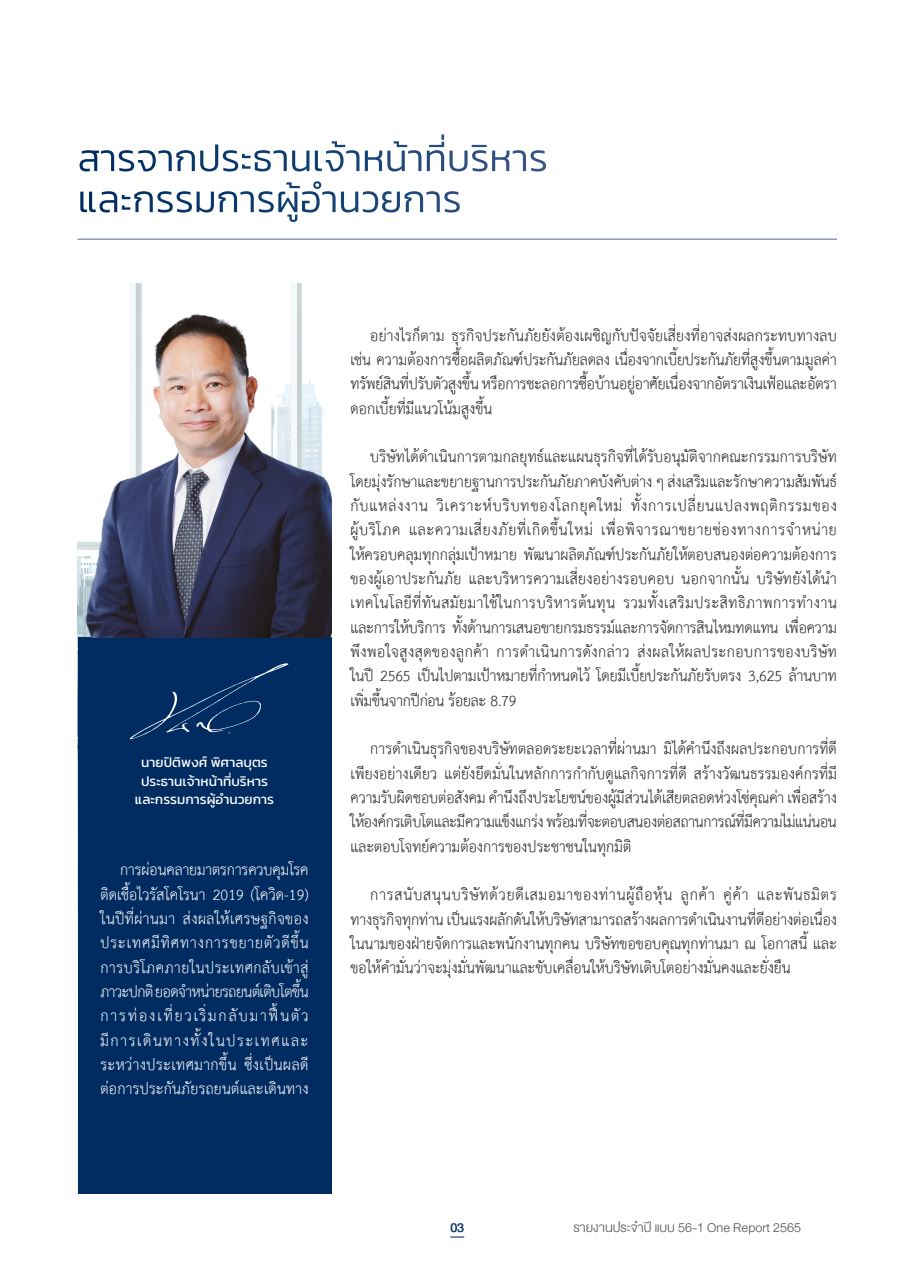 สารจากประธานเจ้าหน้าที่บริหาร
และกรรมการผู้อำนวยการ
นายปิติพงศ์ พิศาลบุตร
ประธานเจ้าหน้าที่บริหาร
และกรรมการผู้อำนวยการ
การผ่อนคลายมาตรการควบคุมโรค
ติดเชื้อไวรัสโคโรนา 2019 (โควิด-19)
ในปีที่ผ่านมา ส่งผลให้เศรษฐกิจของ
ประเทศมีทิศทางการขยายตัวดีขึ้น
การบริโภคภายในประเทศกลับเข้าสู่
ภาวะปกติ ยอดจำหน่ายรถยนต์เติบโตขึ้น
การท่องเที่ยวเริ่มกลับมาฟื้นตัว
มีการเดินทางทั้งในประเทศและ
ระหว่างประเทศมากขึ้น ซึ่งเป็นผลดี
ต่อการประกันภัยรถยนต์และเดินทาง
อย่างไรก็ตาม ธุรกิจประกันภัยยังต้องเผชิญกับปัจจัยเสี่ยงที่อาจส่งผลกระทบทางลบ
เช่น ความต้องการซื้อผลิตภัณฑ์ประกันภัยลดลง เนื่องจากเบี้ยประกันภัยที่สูงขึ้นตามมูลค่า
ทรัพย์สินที่ปรับตัวสูงขึ้น หรือการชะลอการซื้อบ้านอยู่อาศัยเนื่องจากอัตราเงินเฟ้อและอัตรา
ดอกเบี้ยที่มีแนวโน้มสูงขึ้น
บริษัทได้ดำเนินการตามกลยุทธ์และแผนธุรกิจที่ได้รับอนุมัติจากคณะกรรมการบริษัท
โดยมุ่งรักษาและขยายฐานการประกันภัยภาคบังคับต่าง ๆ ส่งเสริมและรักษาความสัมพันธ์
กับแหล่งงาน วิเคราะห์บริบทของโลกยุคใหม่ ทั้งการเปลี่ยนแปลงพฤติกรรมของ
ผู้บริโภค และความเสี่ยงภัยที่เกิดขึ้นใหม่ เพื่อพิจารณาขยายช่องทางการจำหน่าย
ให้ครอบคลุมทุกกลุ่มเป้าหมาย พัฒนาผลิตภัณฑ์ประกันภัยให้ตอบสนองต่อความต้องการ
ของผู้เอาประกันภัย และบริหารความเสี่ยงอย่างรอบคอบ นอกจากนั้น บริษัทยังได้นำ
เทคโนโลยีที่ทันสมัยมาใช้ในการบริหารต้นทุน รวมทั้งเสริมประสิทธิภาพการทำงาน
และการให้บริการ ทั้งด้านการเสนอขายกรมธรรม์และการจัดการสินไหมทดแทน เพื่อความ
พึงพอใจสูงสุดของลูกค้า การดำเนินการดังกล่าว ส่งผลให้ผลประกอบการของบริษัท
ในปี 2565 เป็นไปตามเป้าหมายที่กำหนดไว้ โดยมีเบี้ยประกันภัยรับตรง 3,625 ล้านบาท
เพิ่มขึ้นจากปีก่อน ร้อยละ 8.79
การดำเนินธุรกิจของบริษัทตลอดระยะเวลาที่ผ่านมา มิได้คำนึงถึงผลประกอบการที่ดี
เพียงอย่างเดียว แต่ยังยึดมั่นในหลักการกำกับดูแลกิจการที่ดี สร้างวัฒนธรรมองค์กรที่มี
ความรับผิดชอบต่อสังคม คำนึงถึงประโยชน์ของผู้มีส่วนได้เสียตลอดห่วงโซ่คุณค่า เพื่อสร้าง
ให้องค์กรเติบโตและมีความแข็งแกร่ง พร้อมที่จะตอบสนองต่อสถานการณ์ที่มีความไม่แน่นอน
และตอบโจทย์ความต้องการของประชาชนในทุกมิติ
การสนับสนุนบริษัทด้วยดีเสมอมาของท่านผู้ถือหุ้น ลูกค้า คู่ค้า และพันธมิตร
ทางธุรกิจทุกท่าน เป็นแรงผลักดันให้บริษัทสามารถสร้างผลการดำเนินงานที่ดีอย่างต่อเนื่อง
ในนามของฝ่ายจัดการและพนักงานทุกคน บริษัทขอขอบคุณทุกท่านมา ณ โอกาสนี้ และ
ขอให้คำมั่นว่าจะมุ่งมั่นพัฒนาและขับเคลื่อนให้บริษัทเติบโตอย่างมั่นคงและยั่งยืน
03
รายงานประจำปี แบบ 56-1 One Report 2565